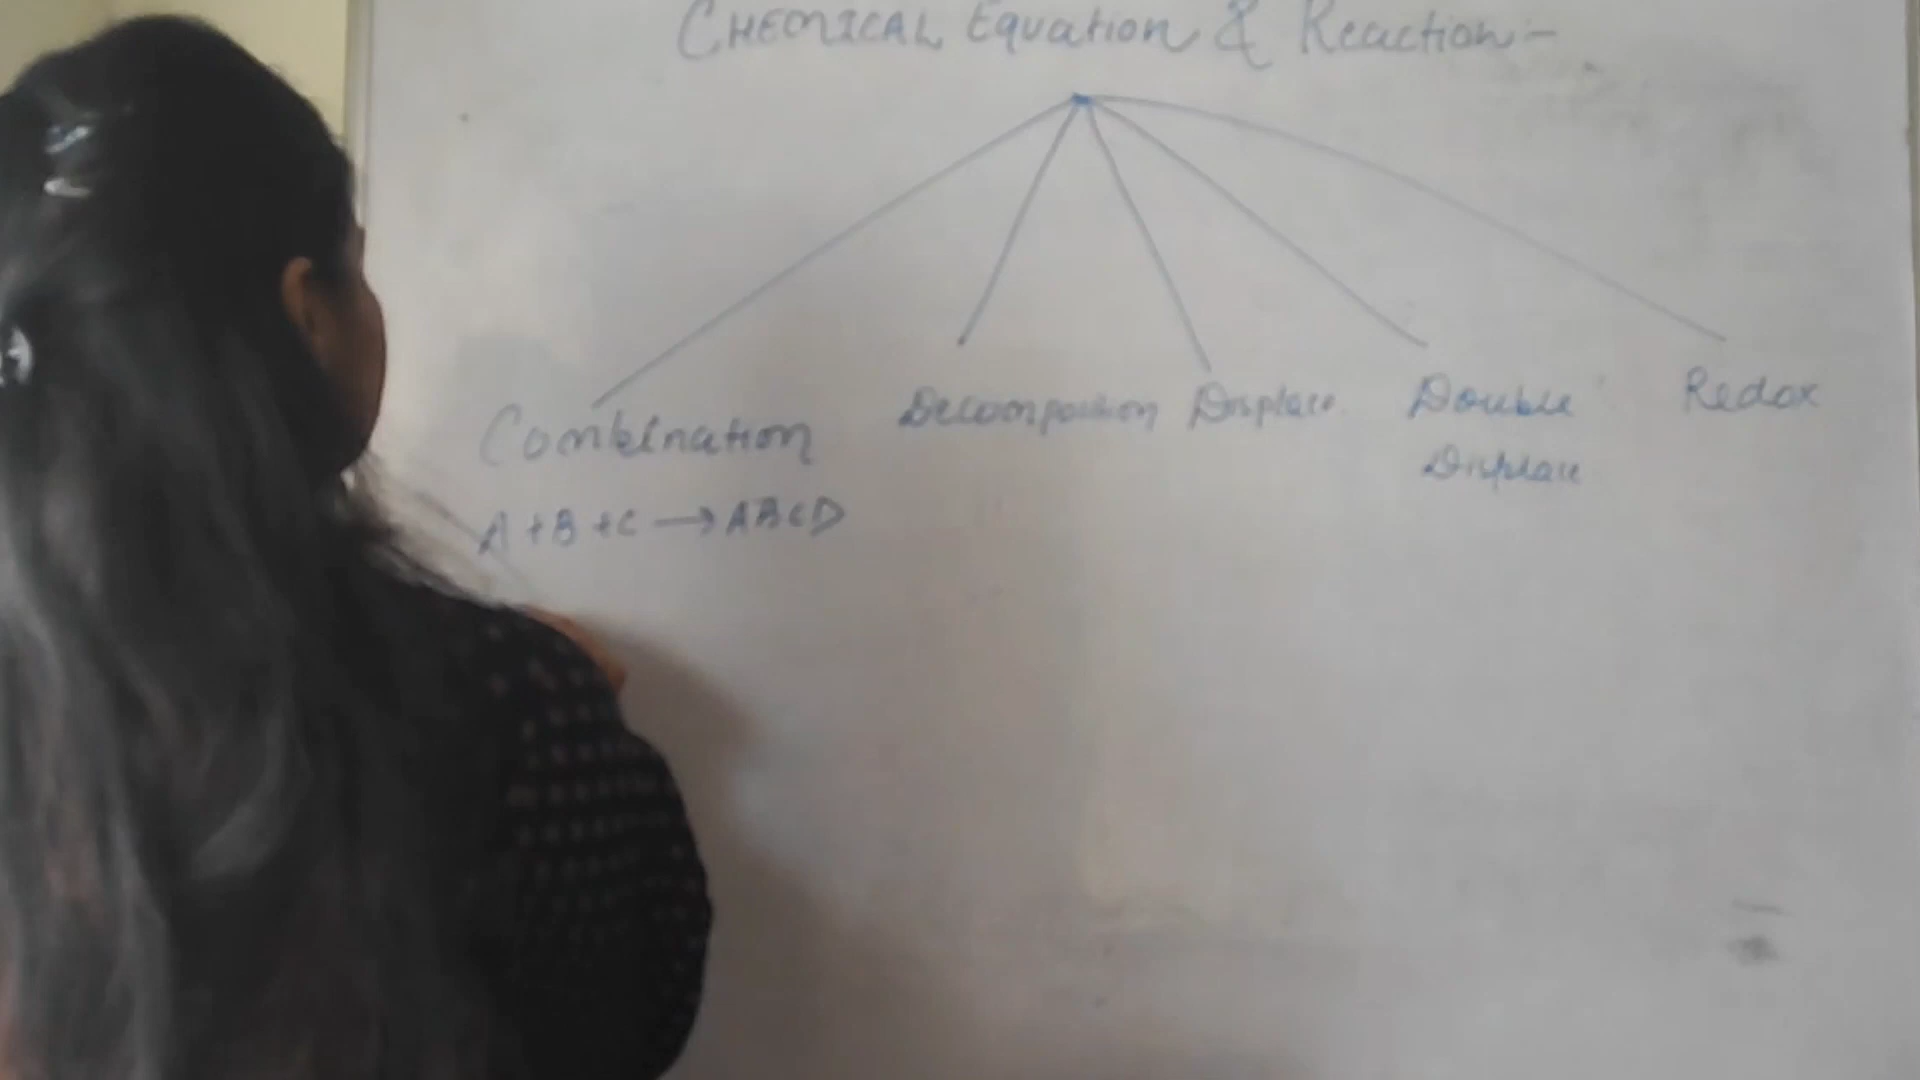 CHEMICAL Equation & Reaction:-
Combination Decomposition Displace Double Redox
Displace
A + B + C → ABCD